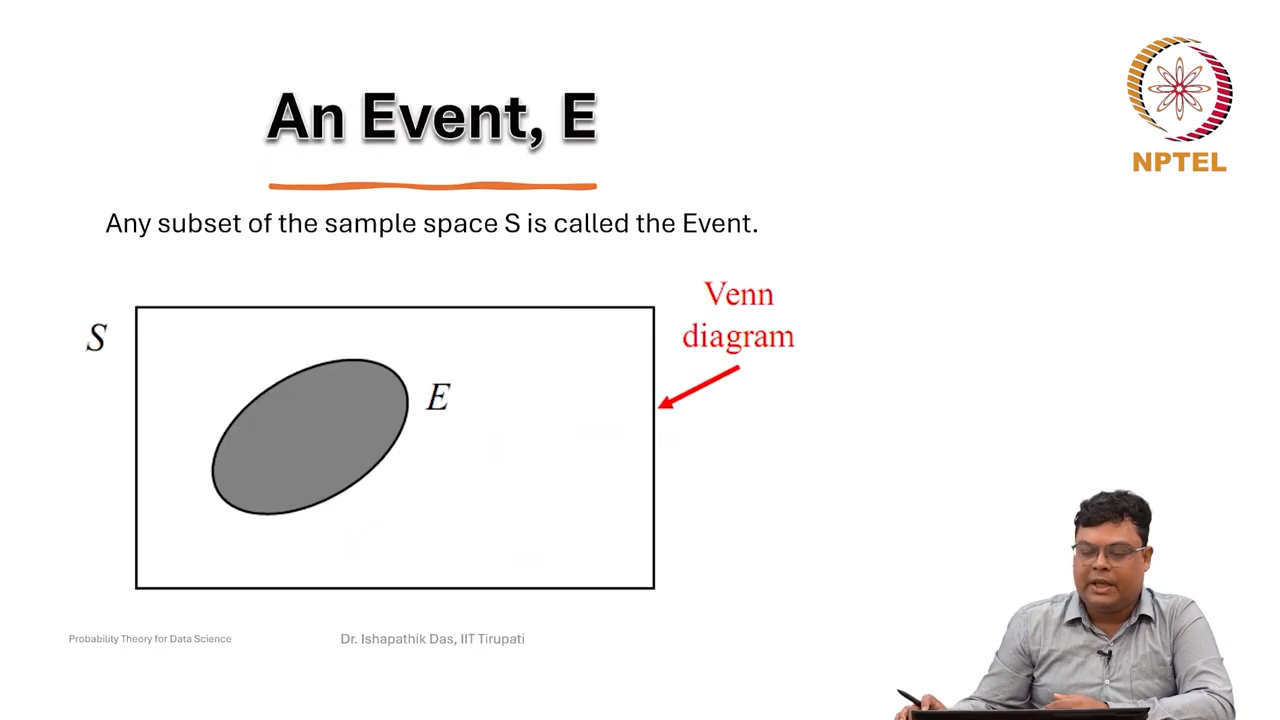 An Event, E
NPTEL
Any subset of the sample space S is called the Event.
Venn
diagram
S
E
Probability Theory for Data Science
Dr. Ishapathik Das, IIT Tirupati